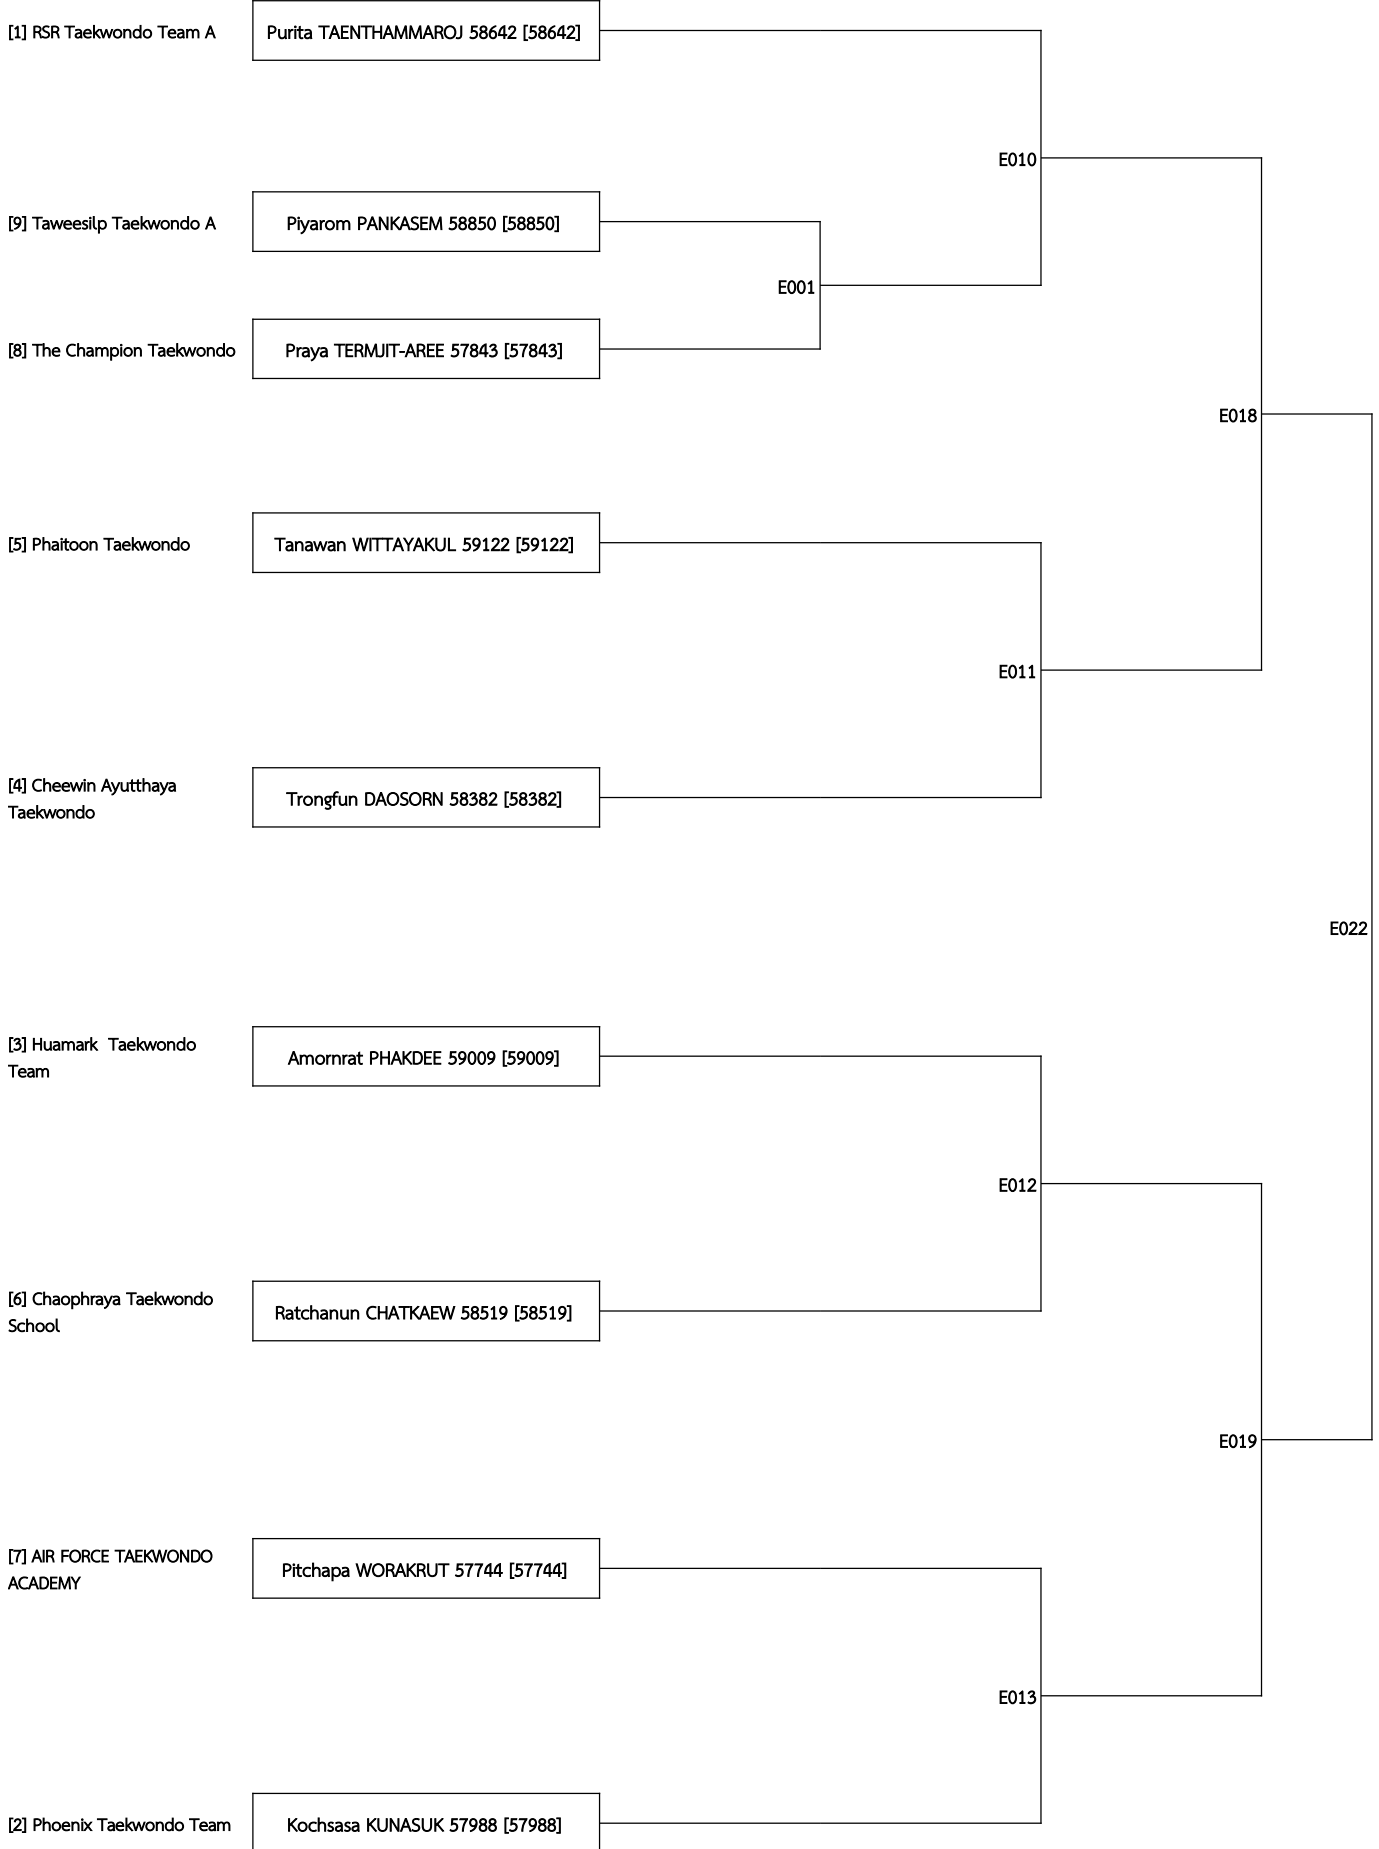 [1] RSR Taekwondo Team A
Purita TAENTHAMMAROJ 58642 [58642]
E010
[9] Taweesilp Taekwondo A
Piyarom PANKASEM 58850 [58850]
E001
[8] The Champion Taekwondo
Praya TERMJIT-AREE 57843 [57843]
E018
[5] Phaitoon Taekwondo
Tanawan WITTAYAKUL 59122 [59122]
E011
[4] Cheewin Ayutthaya
Taekwondo
Trongfun DAOSORN 58382 [58382]
E022
[3] Huamark  Taekwondo
Team
Amornrat PHAKDEE 59009 [59009]
E012
[6] Chaophraya Taekwondo
School
Ratchanun CHATKAEW 58519 [58519]
E019
[7] AIR FORCE TAEKWONDO
ACADEMY
Pitchapa WORAKRUT 57744 [57744]
E013
[2] Phoenix Taekwondo Team
Kochsasa KUNASUK 57988 [57988]